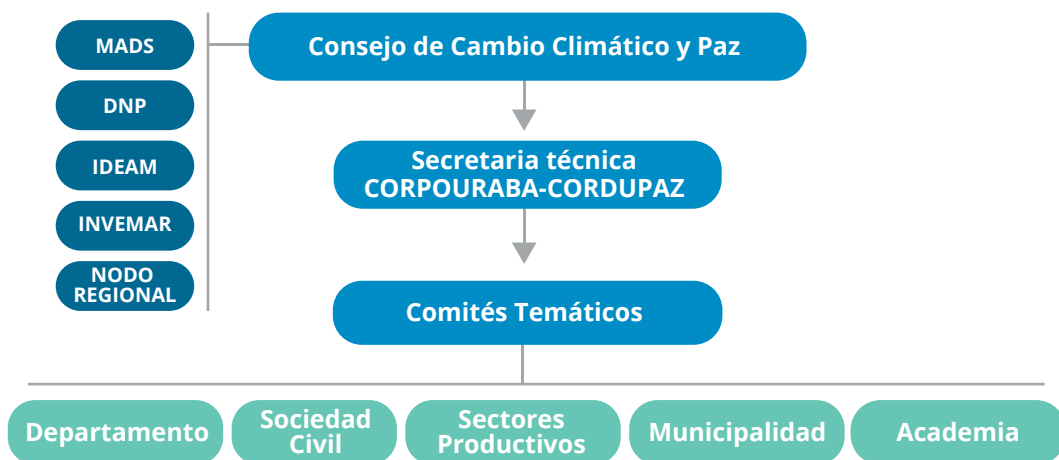 MADS
DNP
IDEAM
INVEMAR
NODO
REGIONAL
Consejo de Cambio Climático y Paz
Secretaria técnica
CORPOURABA-CORDUPAZ
Comités Temáticos
Departamento
Sociedad
Civil
Sectores
Productivos
Municipalidad
Academia